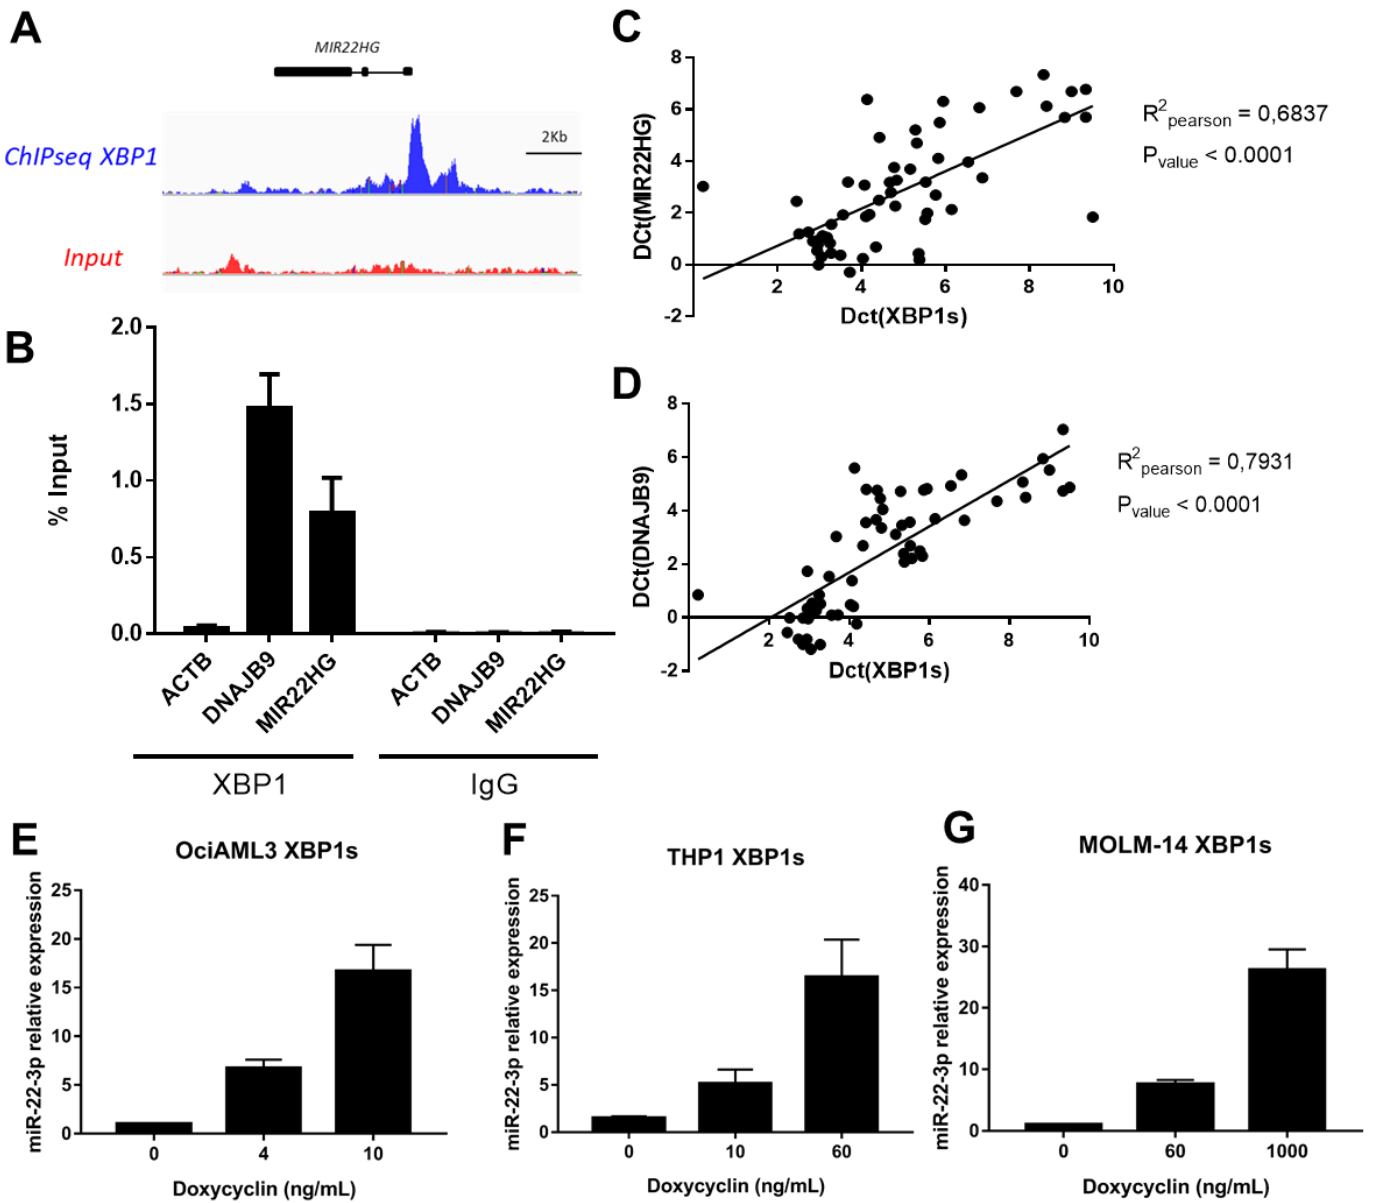 A
MIR22HG
ChIPseq XBP1
2Kb
Input
B
% Input
2.0
1.5
1.0
0.5
0.0
ACTB
DNAJB9
MIR22HG
ACTB
DNAJB9
MIR22HG
XBP1
IgG
C
DCt(MIR22HG)
8
6
4
2
0
-2
2
4
6
8
10
Dct(XBP1s)
R2pearson = 0,6837
Pvalue < 0.0001
D
DCt(DNAJB9)
8
6
4
2
0
-2
2
4
6
8
10
Dct(XBP1s)
R2pearson = 0,7931
Pvalue < 0.0001
E
OciAML3 XBP1s
miR-22-3p relative expression
25
20
15
10
5
0
0
4
10
Doxycyclin (ng/mL)
F
THP1 XBP1s
miR-22-3p relative expression
25
20
15
10
5
0
0
10
60
Doxycyclin (ng/mL)
G
MOLM-14 XBP1s
miR-22-3p relative expression
40
30
20
10
0
0
60
1000
Doxycyclin (ng/mL)